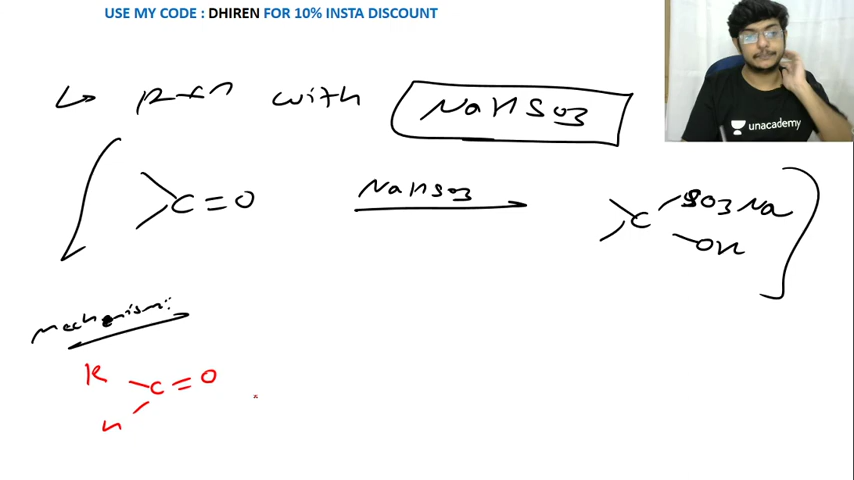 USE MY CODE : DHIREN FOR 10% INSTA DISCOUNT
unacademy
↳ rxn with NaHSO3
C=O NaHSO3 C SO3Na
OH
Mechanism:
R C=O
H